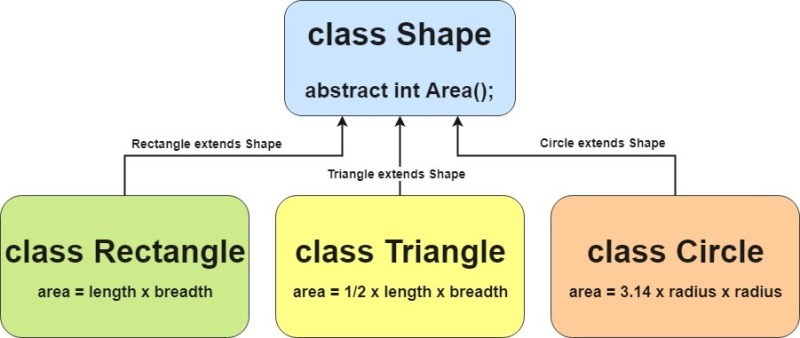 class Shape
abstract int Area();
Rectangle extends Shape
Circle extends Shape
Triangle extends Shape
class Rectangle
area = length x breadth
class Triangle
area = 1/2 x length x breadth
class Circle
area = 3.14 x radius x radius